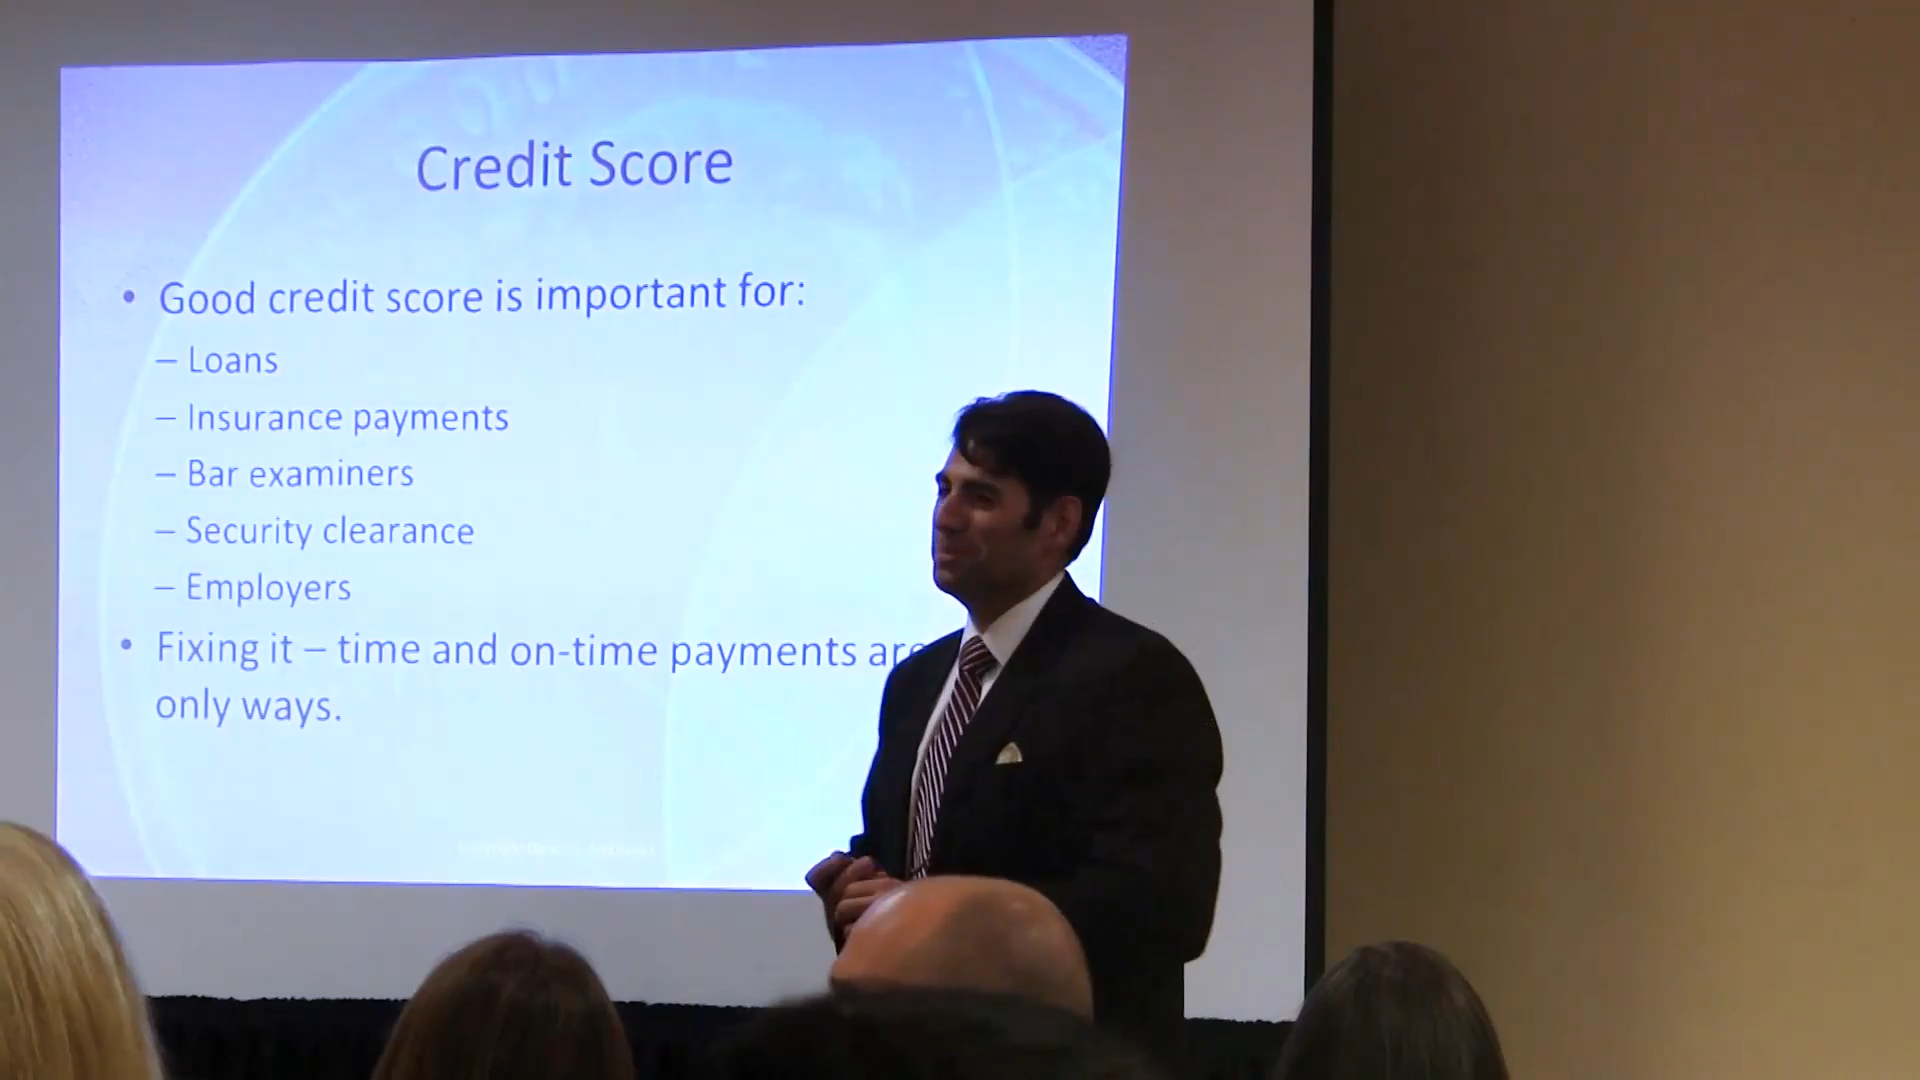 Credit Score
• Good credit score is important for:
– Loans
– Insurance payments
– Bar examiners
– Security clearance
– Employers
• Fixing it – time and on-time payments are
only ways.